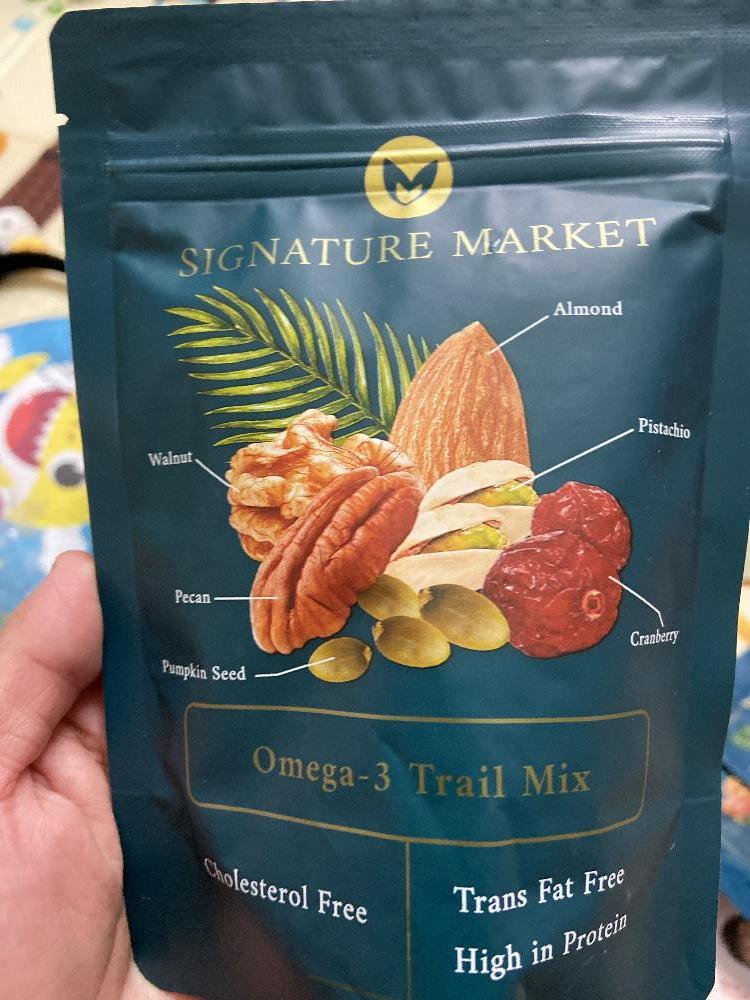 SIGNATURE MARKET
Almond
Pistachio
Walnut
Pecan
Cranberry
Pumpkin Seed
Omega-3 Trail Mix
Cholesterol Free
Trans Fat Free
High in Protein